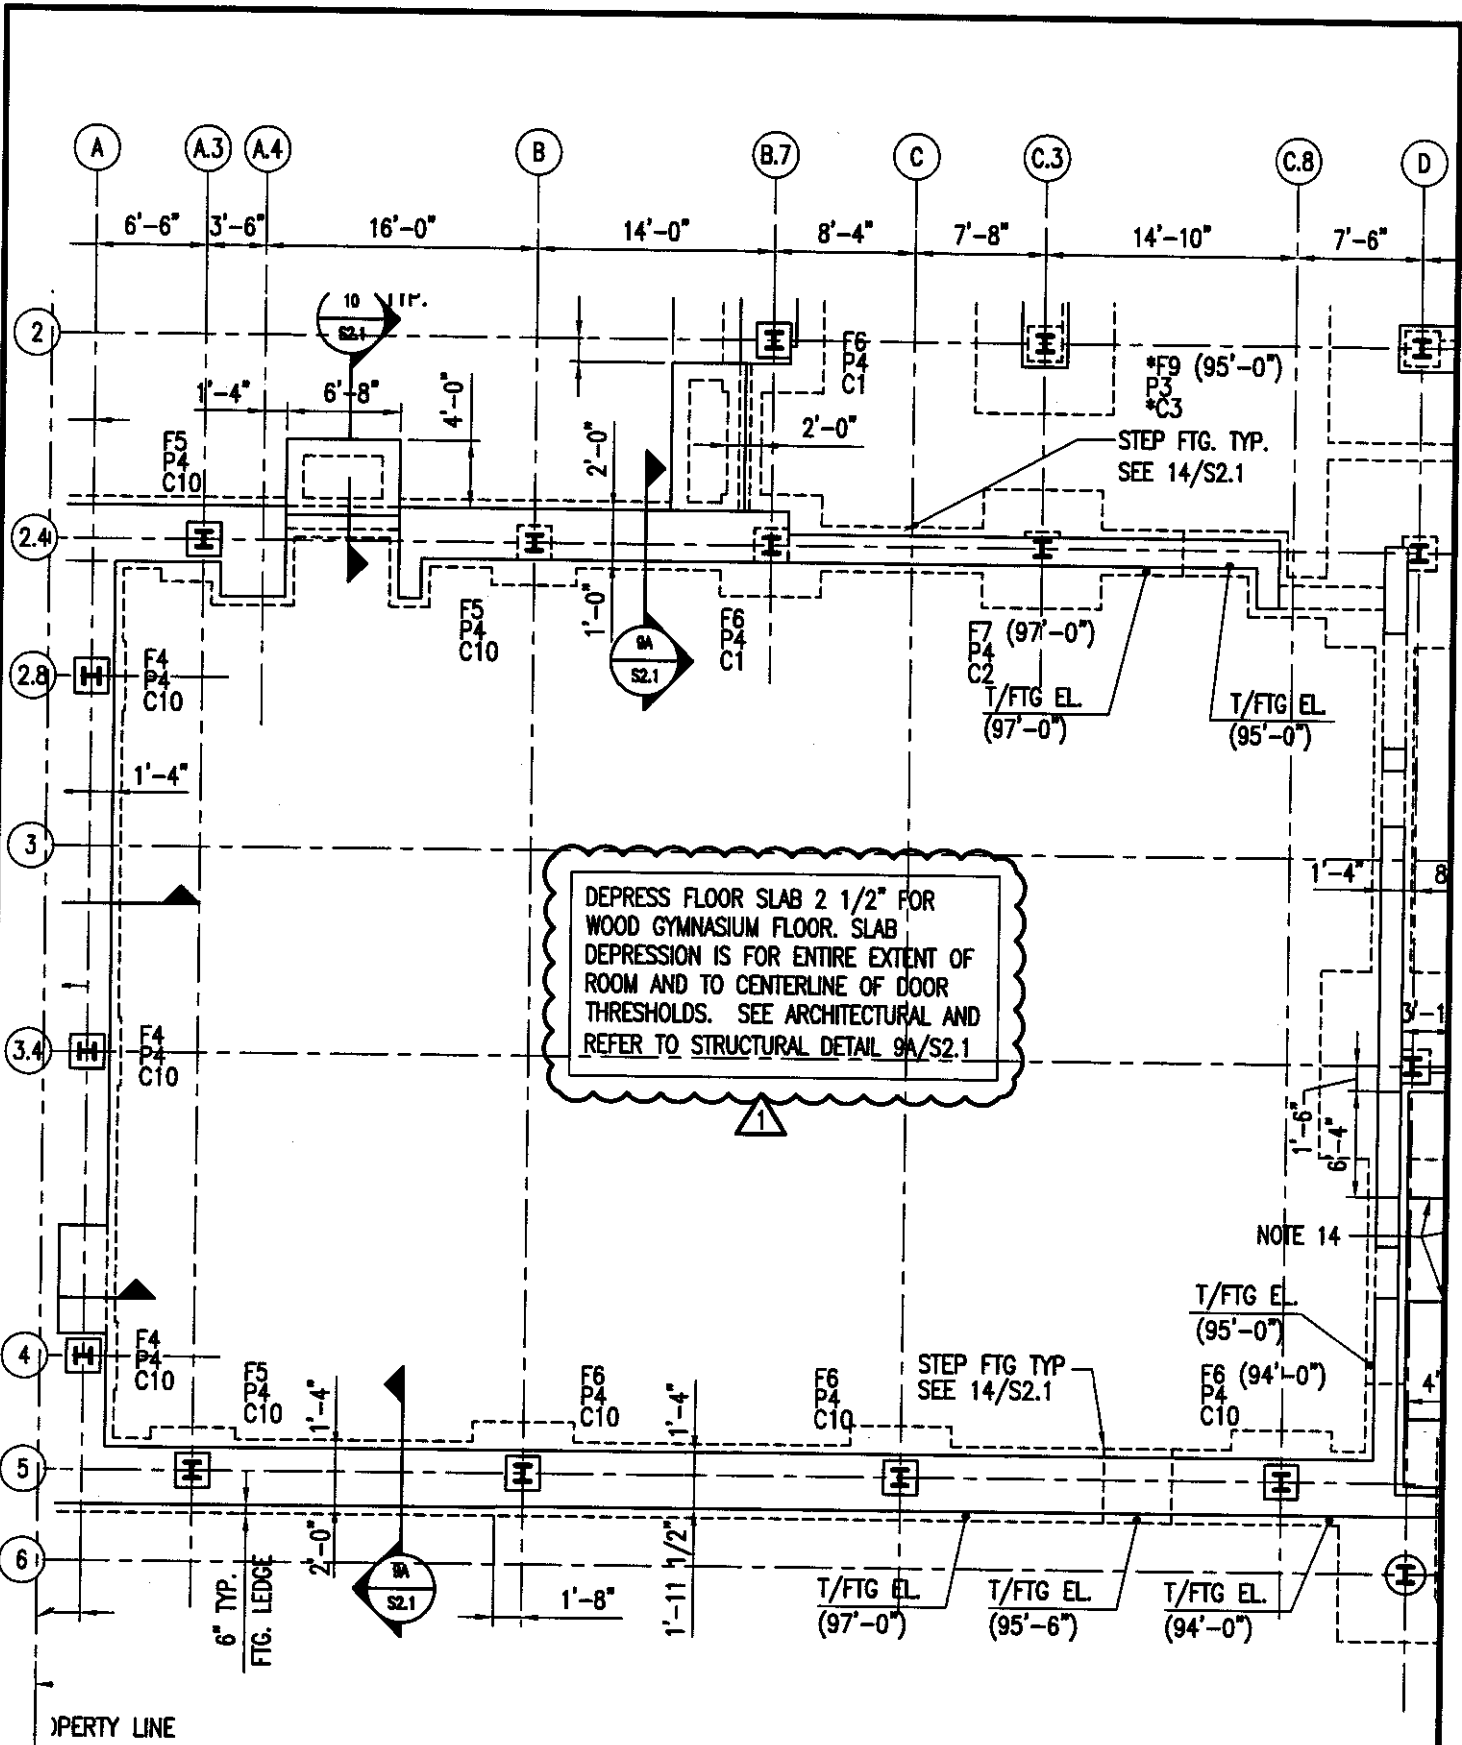 A
A.3
A.4
B
B.7
C
C.3
C.8
D
6'-6"
3'-6"
16'-0"
14'-0"
8'-4"
7'-8"
14'-10"
7'-6"
2
10
TYP.
S2.1
F6
P4
C1
*F9 (95'-0")
P3
*C3
1'-4"
6'-8"
4'-0"
2'-0"
2'-0"
STEP FTG. TYP.
SEE 14/S2.1
F5
P4
C10
2.4
F5
P4
C10
1'-0"
9A
S2.1
F6
P4
C1
F7 (97'-0")
P4
C2
T/FTG EL.
(97'-0")
T/FTG EL.
(95'-0")
2.8
F4
P4
C10
1'-4"
3
1'-4"
8
DEPRESS FLOOR SLAB 2 1/2" FOR
WOOD GYMNASIUM FLOOR. SLAB
DEPRESSION IS FOR ENTIRE EXTENT OF
ROOM AND TO CENTERLINE OF DOOR
THRESHOLDS. SEE ARCHITECTURAL AND
REFER TO STRUCTURAL DETAIL 9A/S2.1
1
3'-1
3.4
F4
P4
C10
1'-6"
6'-4"
NOTE 14
T/FTG EL.
(95'-0")
4
F4
P4
C10
F5
P4
C10
1'-4"
F6
P4
C10
1'-4"
F6
P4
C10
STEP FTG TYP
SEE 14/S2.1
F6 (94'-0")
P4
C10
4'
5
6
6" TYP.
FTG. LEDGE
2'-0"
9A
S2.1
1'-8"
1'-11 1/2"
T/FTG EL.
(97'-0")
T/FTG EL.
(95'-6")
T/FTG EL.
(94'-0")
OPERTY LINE